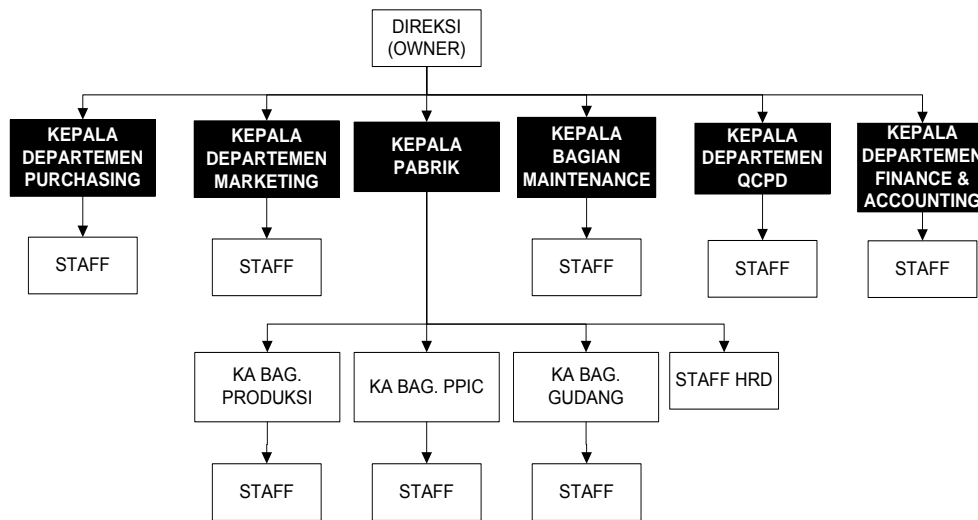 DIREKSI
(OWNER)
KEPALA
DEPARTEMEN
PURCHASING
KEPALA
DEPARTEMEN
MARKETING
KEPALA
PABRIK
KEPALA
BAGIAN
MAINTENANCE
KEPALA
DEPARTEMEN
QCPD
KEPALA
DEPARTEMEN
FINANCE &
ACCOUNTING
STAFF
STAFF
STAFF
STAFF
STAFF
KA BAG.
PRODUKSI
KA BAG. PPIC
KA BAG.
GUDANG
STAFF HRD
STAFF
STAFF
STAFF